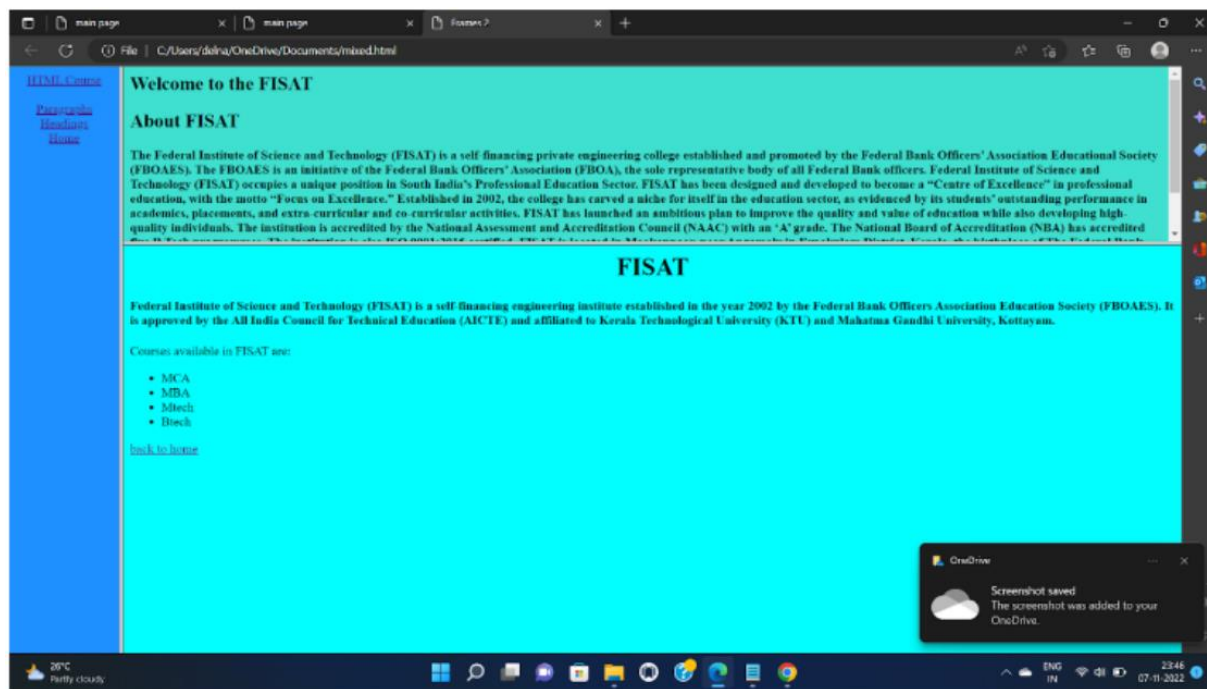 main page
main page
Frames 2
File | C:/Users/delna/OneDrive/Documents/mixed.html
HTML Course
Paragraphs
Headings
Home
Welcome to the FISAT
About FISAT
The Federal Institute of Science and Technology (FISAT) is a self financing private engineering college established and promoted by the Federal Bank Officers' Association Educational Society
(FBOAES). The FBOAES is an initiative of the Federal Bank Officers' Association (FBOA), the sole representative body of all Federal Bank officers. Federal Institute of Science and
Technology (FISAT) occupies a unique position in South India's Professional Education Sector. FISAT has been designed and developed to become a “Centre of Excellence” in professional
education, with the motto “Focus on Excellence.” Established in 2002, the college has carved a niche for itself in the education sector, as evidenced by its students' outstanding performance in
academics, placements, and extra-curricular and co-curricular activities. FISAT has launched an ambitious plan to improve the quality and value of education while also developing high-
quality individuals. The institution is accredited by the National Assessment and Accreditation Council (NAAC) with an ‘A’ grade. The National Board of Accreditation (NBA) has accredited
FISAT
Federal Institute of Science and Technology (FISAT) is a self-financing engineering institute established in the year 2002 by the Federal Bank Officers Association Education Society (FBOAES). It
is approved by the All India Council for Technical Education (AICTE) and affiliated to Kerala Technological University (KTU) and Mahatma Gandhi University, Kottayam.
Courses available in FISAT are:
• MCA
• MBA
• Mtech
• Btech
back to home
OneDrive
Screenshot saved
The screenshot was added to your
OneDrive.
26°C
Partly cloudy
ENG
IN
23:46
07-11-2022